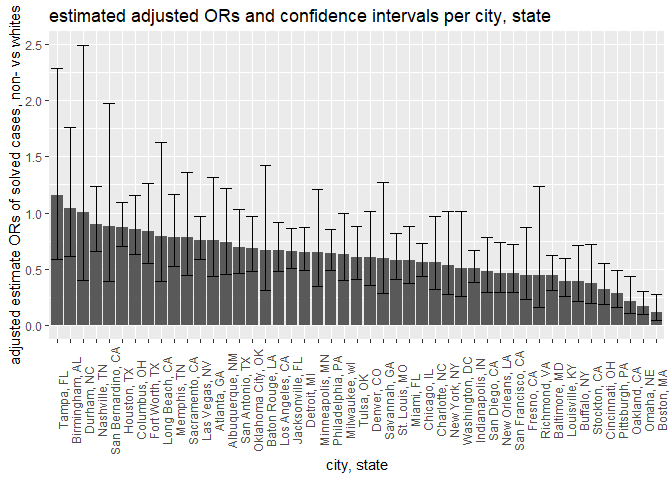 estimated adjusted ORs and confidence intervals per city, state
adjusted estimate ORs of solved cases, non- vs whites
2.5
2.0
1.5
1.0
0.5
0.0
Tampa, FL
Birmingham, AL
Durham, NC
Nashville, TN
San Bernardino, CA
Houston, TX
Columbus, OH
Fort Worth, TX
Long Beach, CA
Memphis, TN
Sacramento, CA
Las Vegas, NV
Atlanta, GA
Albuquerque, NM
San Antonio, TX
Oklahoma City, OK
Baton Rouge, LA
Los Angeles, CA
Jacksonville, FL
Detroit, MI
Minneapolis, MN
Philadelphia, PA
Milwaukee, wI
Tulsa, OK
Denver, CO
Savannah, GA
St. Louis, MO
Miami, FL
Chicago, IL
Charlotte, NC
New York, NY
Washington, DC
Indianapolis, IN
San Diego, CA
New Orleans, LA
San Francisco, CA
Fresno, CA
Richmond, VA
Baltimore, MD
Louisville, KY
Buffalo, NY
Stockton, CA
Cincinnati, OH
Pittsburgh, PA
Oakland, CA
Omaha, NE
Boston, MA
city, state